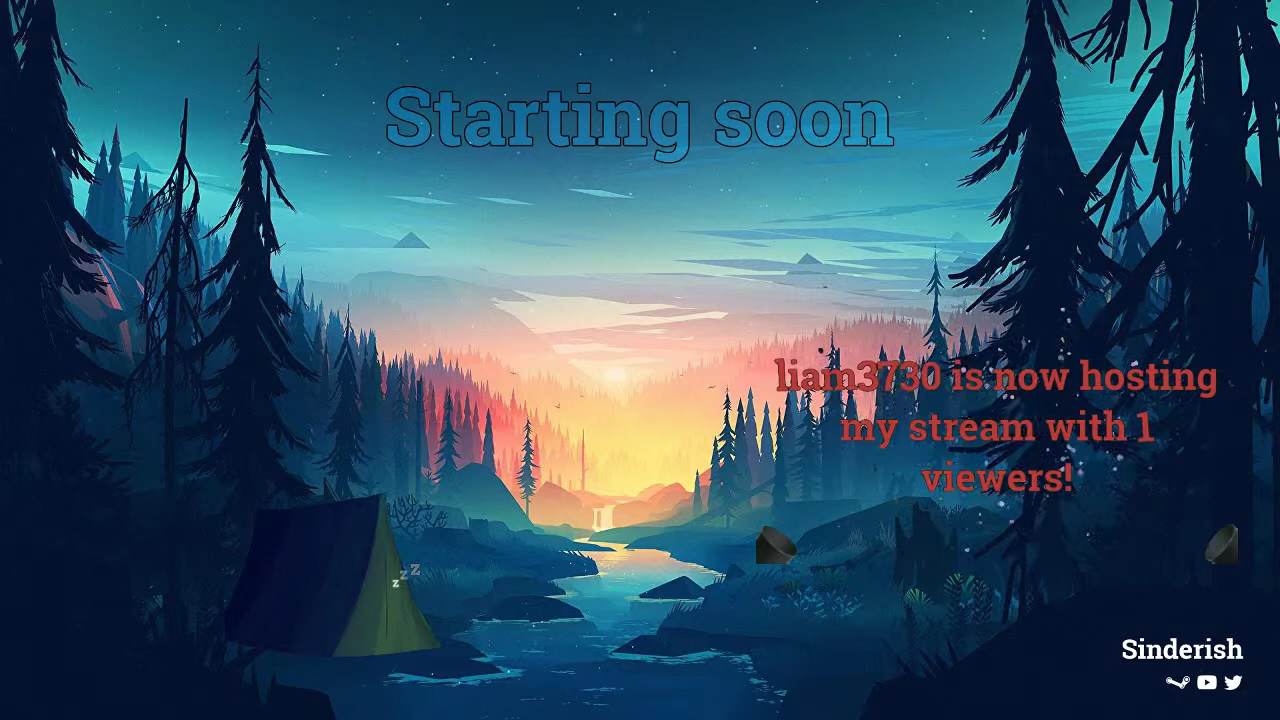 Starting soon
liam3730 is now hosting
my stream with 1
viewers!
z z Z
Sinderish